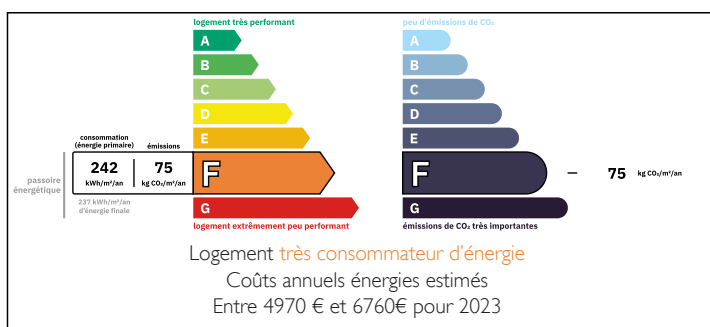 logement très performant
A
B
C
D
E
consommation
(énergie primaire)
émissions
passoire
énergétique
242
kWh/m²/an
75
kg CO₂/m²/an
F
237 kWh/m²/an
d'énergie finale
G
logement extrêmement peu performant
peu d'émissions de CO₂
A
B
C
D
E
F
75 kg CO₂/m²/an
G
émissions de CO₂ très importantes
Logement très consommateur d'énergie
Coûts annuels énergies estimés
Entre 4970 € et 6760€ pour 2023